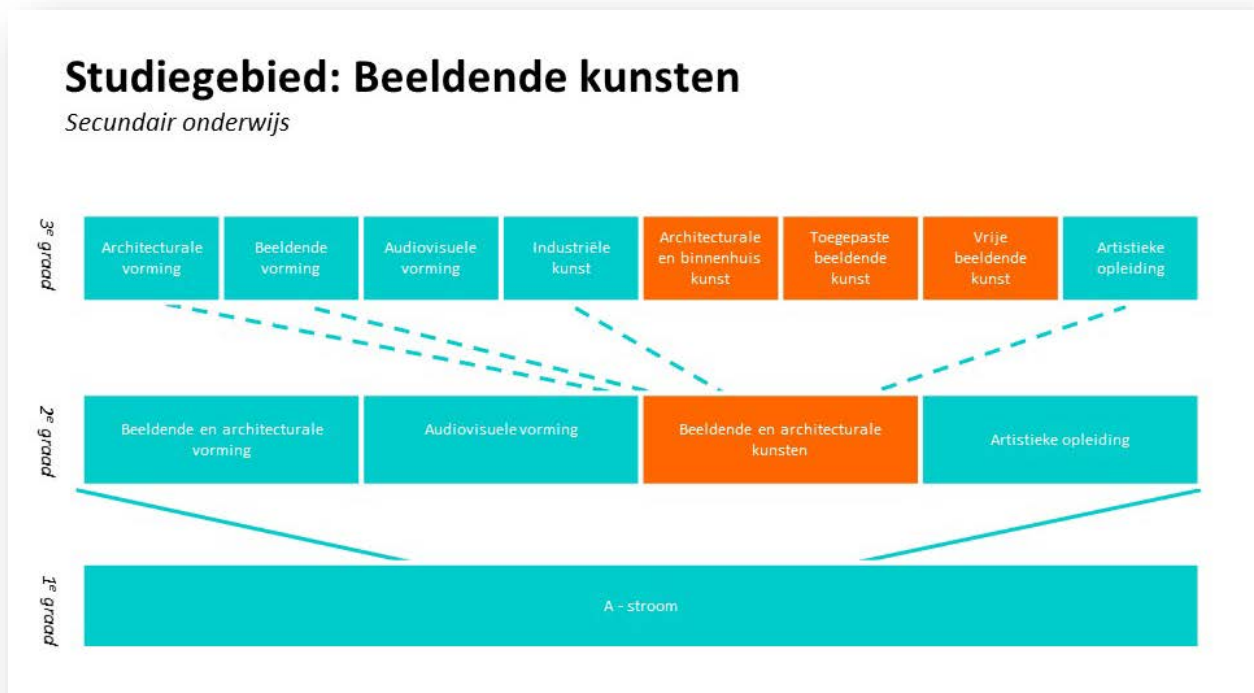 Studiegebied: Beeldende kunsten
Secundair onderwijs
3e graad
Architecturale
vorming
Beeldende
vorming
Audiovisuele
vorming
Industriële
kunst
Architecturale
en binnenhuis
kunst
Toegepaste
beeldende
kunst
Vrije
beeldende
kunst
Artistieke
opleiding
2e graad
Beeldende en architecturale
vorming
Audiovisuele vorming
Beeldende en architecturale
kunsten
Artistieke opleiding
1e graad
A - stroom